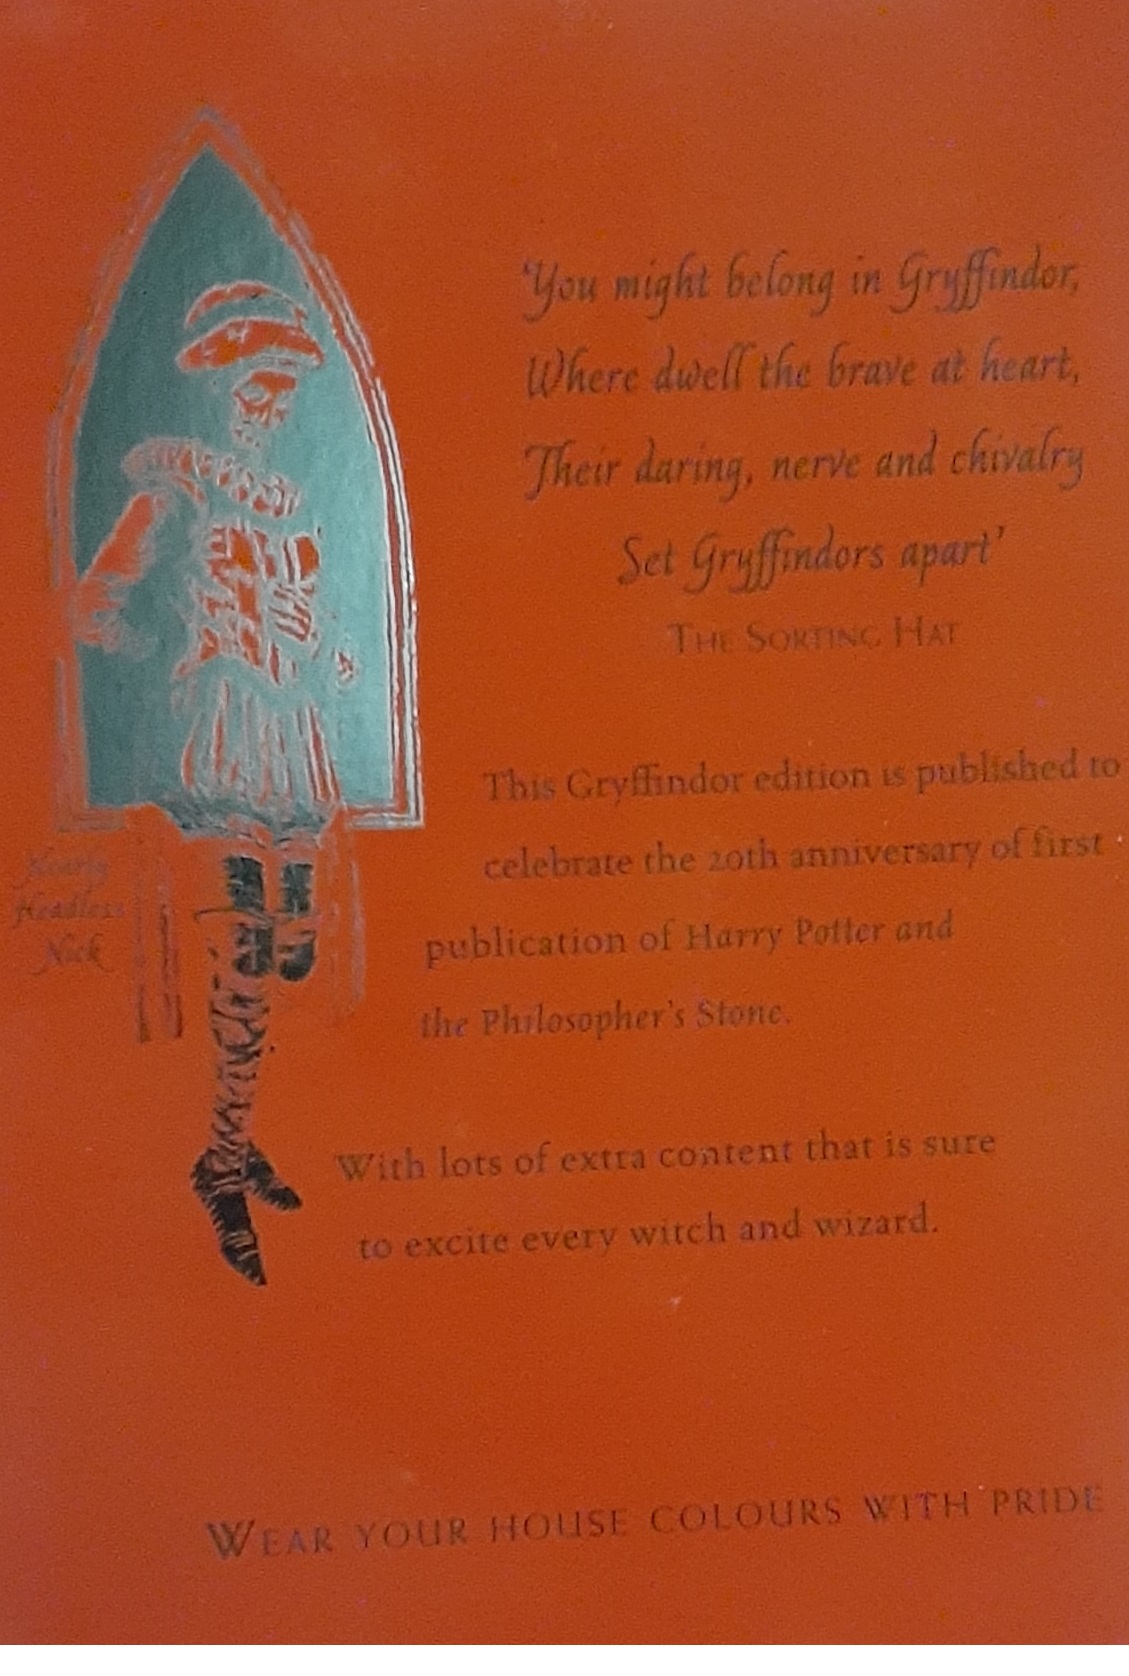 'You might belong in Gryffindor,
Where dwell the brave at heart,
Their daring, nerve and chivalry
Set Gryffindors apart'
THE SORTING HAT
This Gryffindor edition is published to
celebrate the 20th anniversary of first
publication of Harry Potter and
the Philosopher's Stone.
Nearly
Headless
Nick
With lots of extra content that is sure
to excite every witch and wizard.
WEAR YOUR HOUSE COLOURS WITH PRIDE